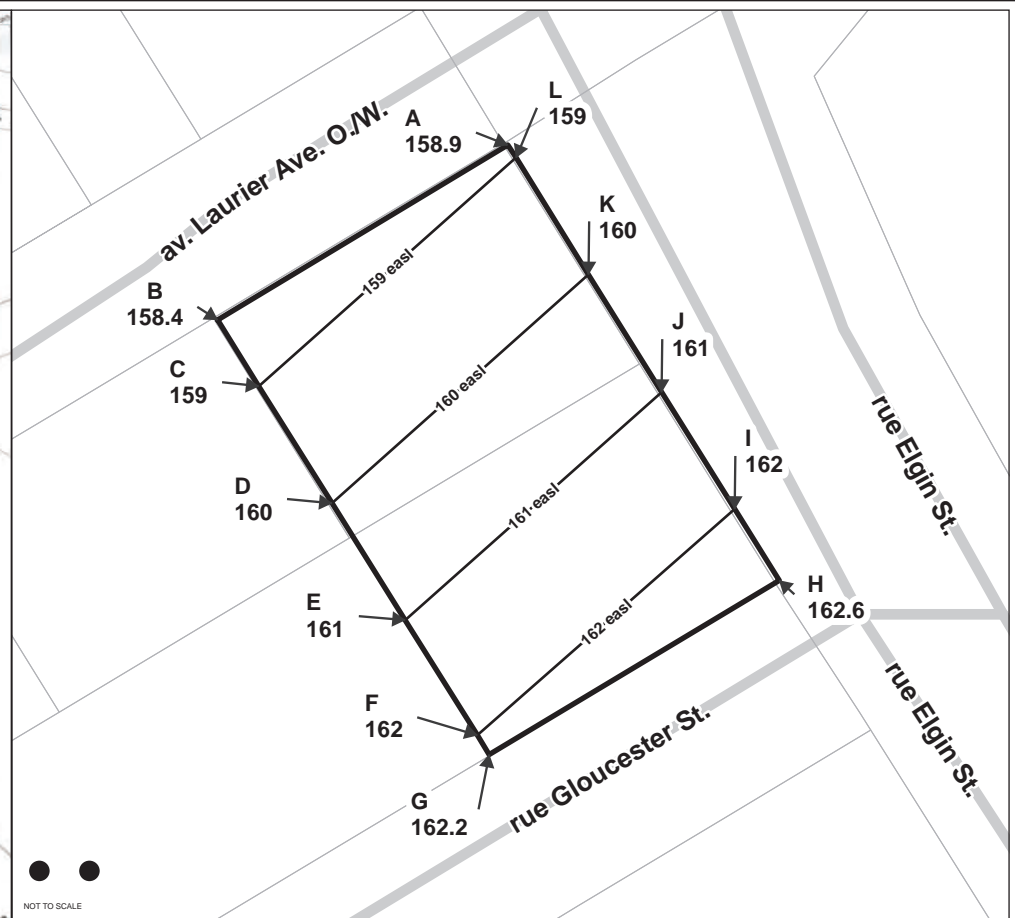 L
159
A
158.9
av. Laurier Ave. O./W.
K
160
159 easl
B
158.4
J
161
C
159
160 easl
rue Elgin St.
I
162
D
160
161 easl
H
162.6
E
161
162 easl
F
162
rue Elgin St.
rue Gloucester St.
G
162.2
NOT TO SCALE